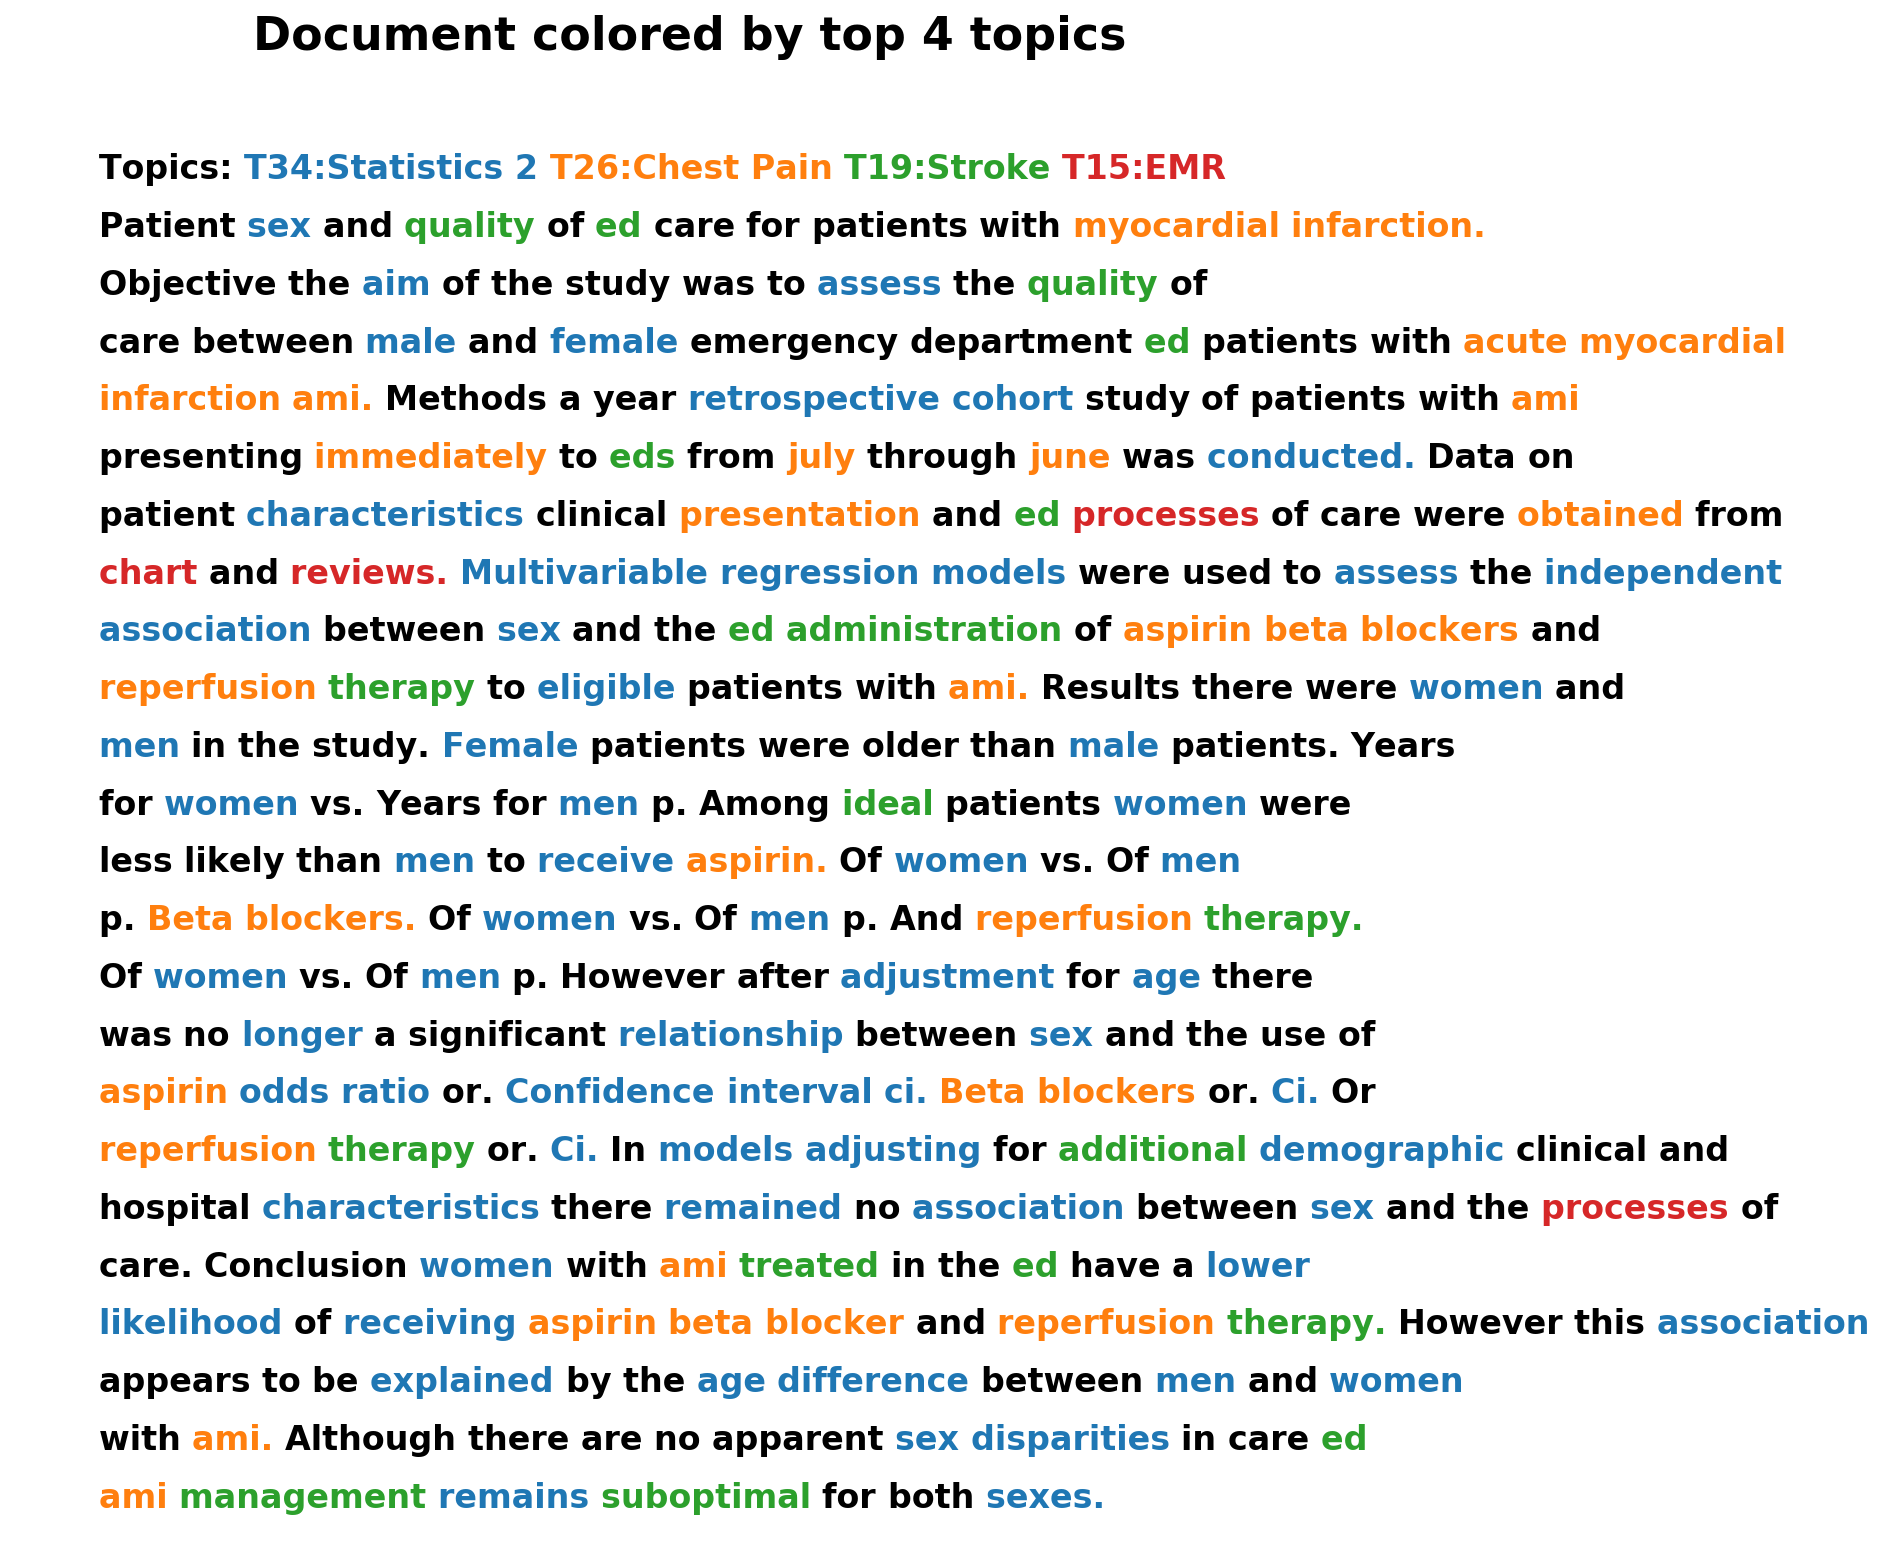 Document colored by top 4 topics
Topics: T34:Statistics 2 T26:Chest Pain T19:Stroke T15:EMR
Patient sex and quality of ed care for patients with myocardial infarction.
Objective the aim of the study was to assess the quality of
care between male and female emergency department ed patients with acute myocardial
infarction ami. Methods a year retrospective cohort study of patients with ami
presenting immediately to eds from july through june was conducted. Data on
patient characteristics clinical presentation and ed processes of care were obtained from
chart and reviews. Multivariable regression models were used to assess the independent
association between sex and the ed administration of aspirin beta blockers and
reperfusion therapy to eligible patients with ami. Results there were women and
men in the study. Female patients were older than male patients. Years
for women vs. Years for men p. Among ideal patients women were
less likely than men to receive aspirin. Of women vs. Of men
p. Beta blockers. Of women vs. Of men p. And reperfusion therapy.
Of women vs. Of men p. However after adjustment for age there
was no longer a significant relationship between sex and the use of
aspirin odds ratio or. Confidence interval ci. Beta blockers or. Ci. Or
reperfusion therapy or. Ci. In models adjusting for additional demographic clinical and
hospital characteristics there remained no association between sex and the processes of
care. Conclusion women with ami treated in the ed have a lower
likelihood of receiving aspirin beta blocker and reperfusion therapy. However this association
appears to be explained by the age difference between men and women
with ami. Although there are no apparent sex disparities in care ed
ami management remains suboptimal for both sexes.